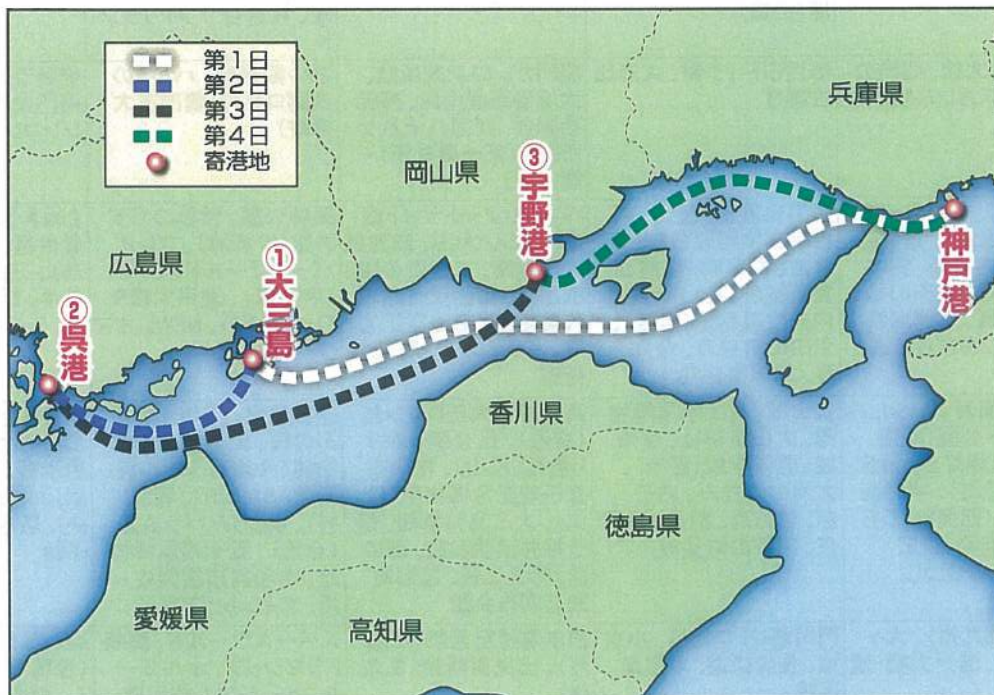 第1日
第2日
第3日
第4日
寄港地
兵庫県
岡山県
③宇野港
神戸港
広島県
①大三島
②呉港
香川県
徳島県
愛媛県
高知県